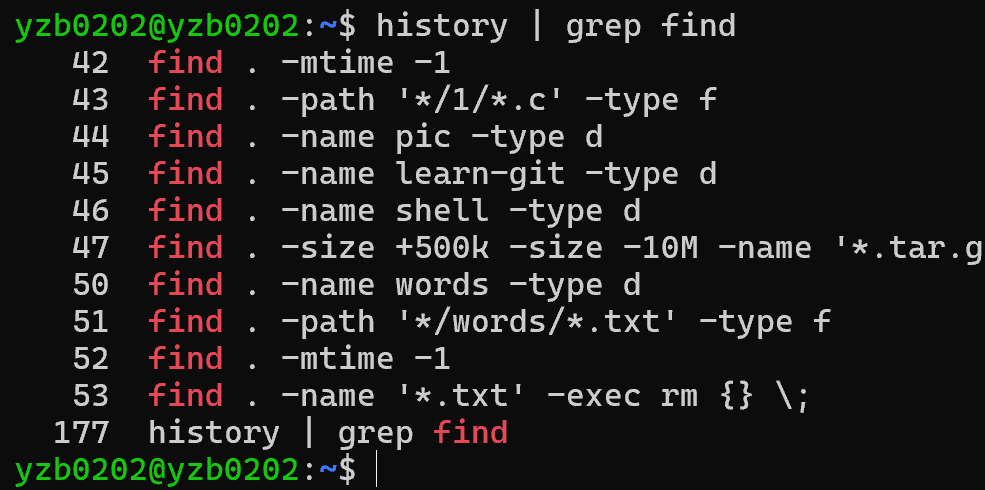 yzb0202@yzb0202:~$ history | grep find
42 find . -mtime -1
43 find . -path '*/1/*.c' -type f
44 find . -name pic -type d
45 find . -name learn-git -type d
46 find . -name shell -type d
47 find . -size +500k -size -10M -name '*.tar.g
50 find . -name words -type d
51 find . -path '*/words/*.txt' -type f
52 find . -mtime -1
53 find . -name '*.txt' -exec rm {} \;
177 history | grep find
yzb0202@yzb0202:~$